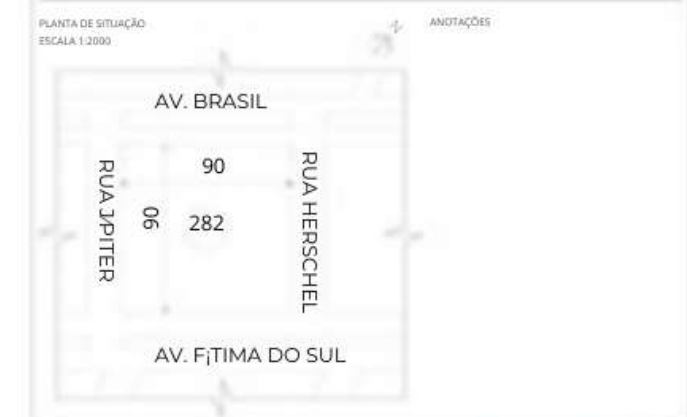 PLANTA DE SITUAÇÃO
ESCALA 1:2000
N
ANOTAÇÕES
AV. BRASIL
90
RUA J/PITER
90
282
RUA HERSCHEL
AV. F¡TIMA DO SUL